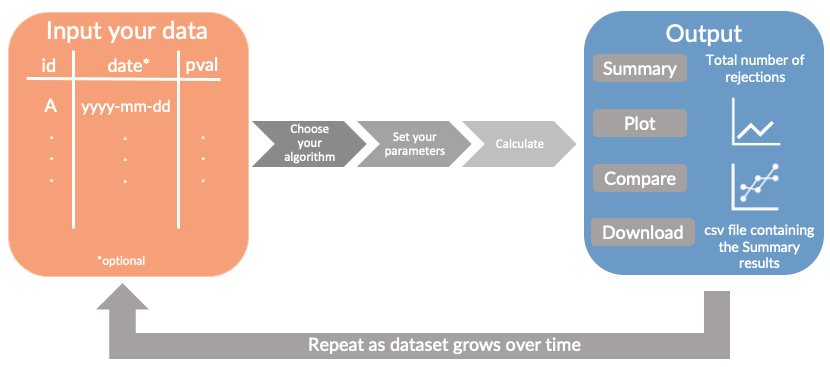 Input your data
id date* pval
A yyyy-mm-dd
. . .
. . .
. . .
*optional
Choose
your
algorithm
Set your
parameters
Calculate
Output
Summary
Total number of
rejections
Plot
Compare
Download
csv file containing
the Summary
results
Repeat as dataset grows over time